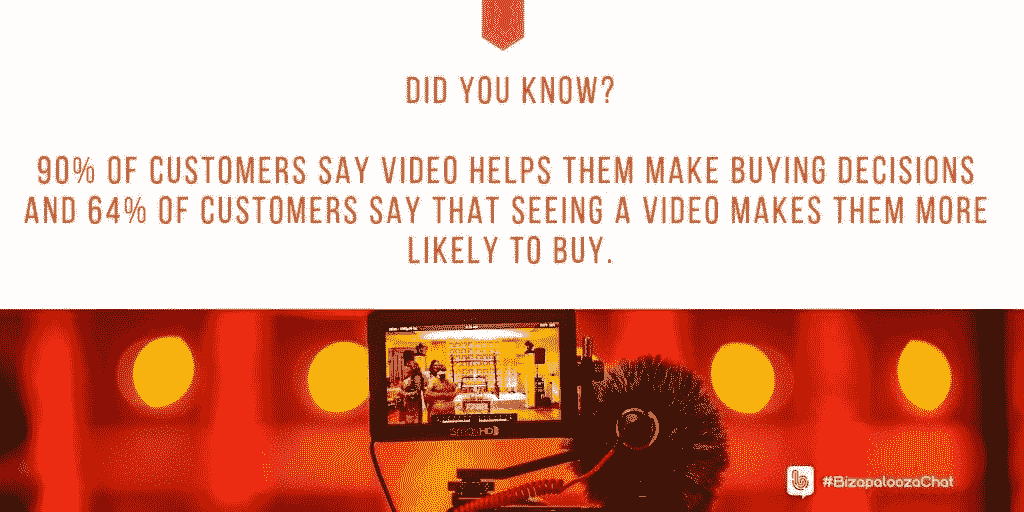 DID YOU KNOW?
90% OF CUSTOMERS SAY VIDEO HELPS THEM MAKE BUYING DECISIONS
AND 64% OF CUSTOMERS SAY THAT SEEING A VIDEO MAKES THEM MORE
LIKELY TO BUY.
#BizapaloozaChat